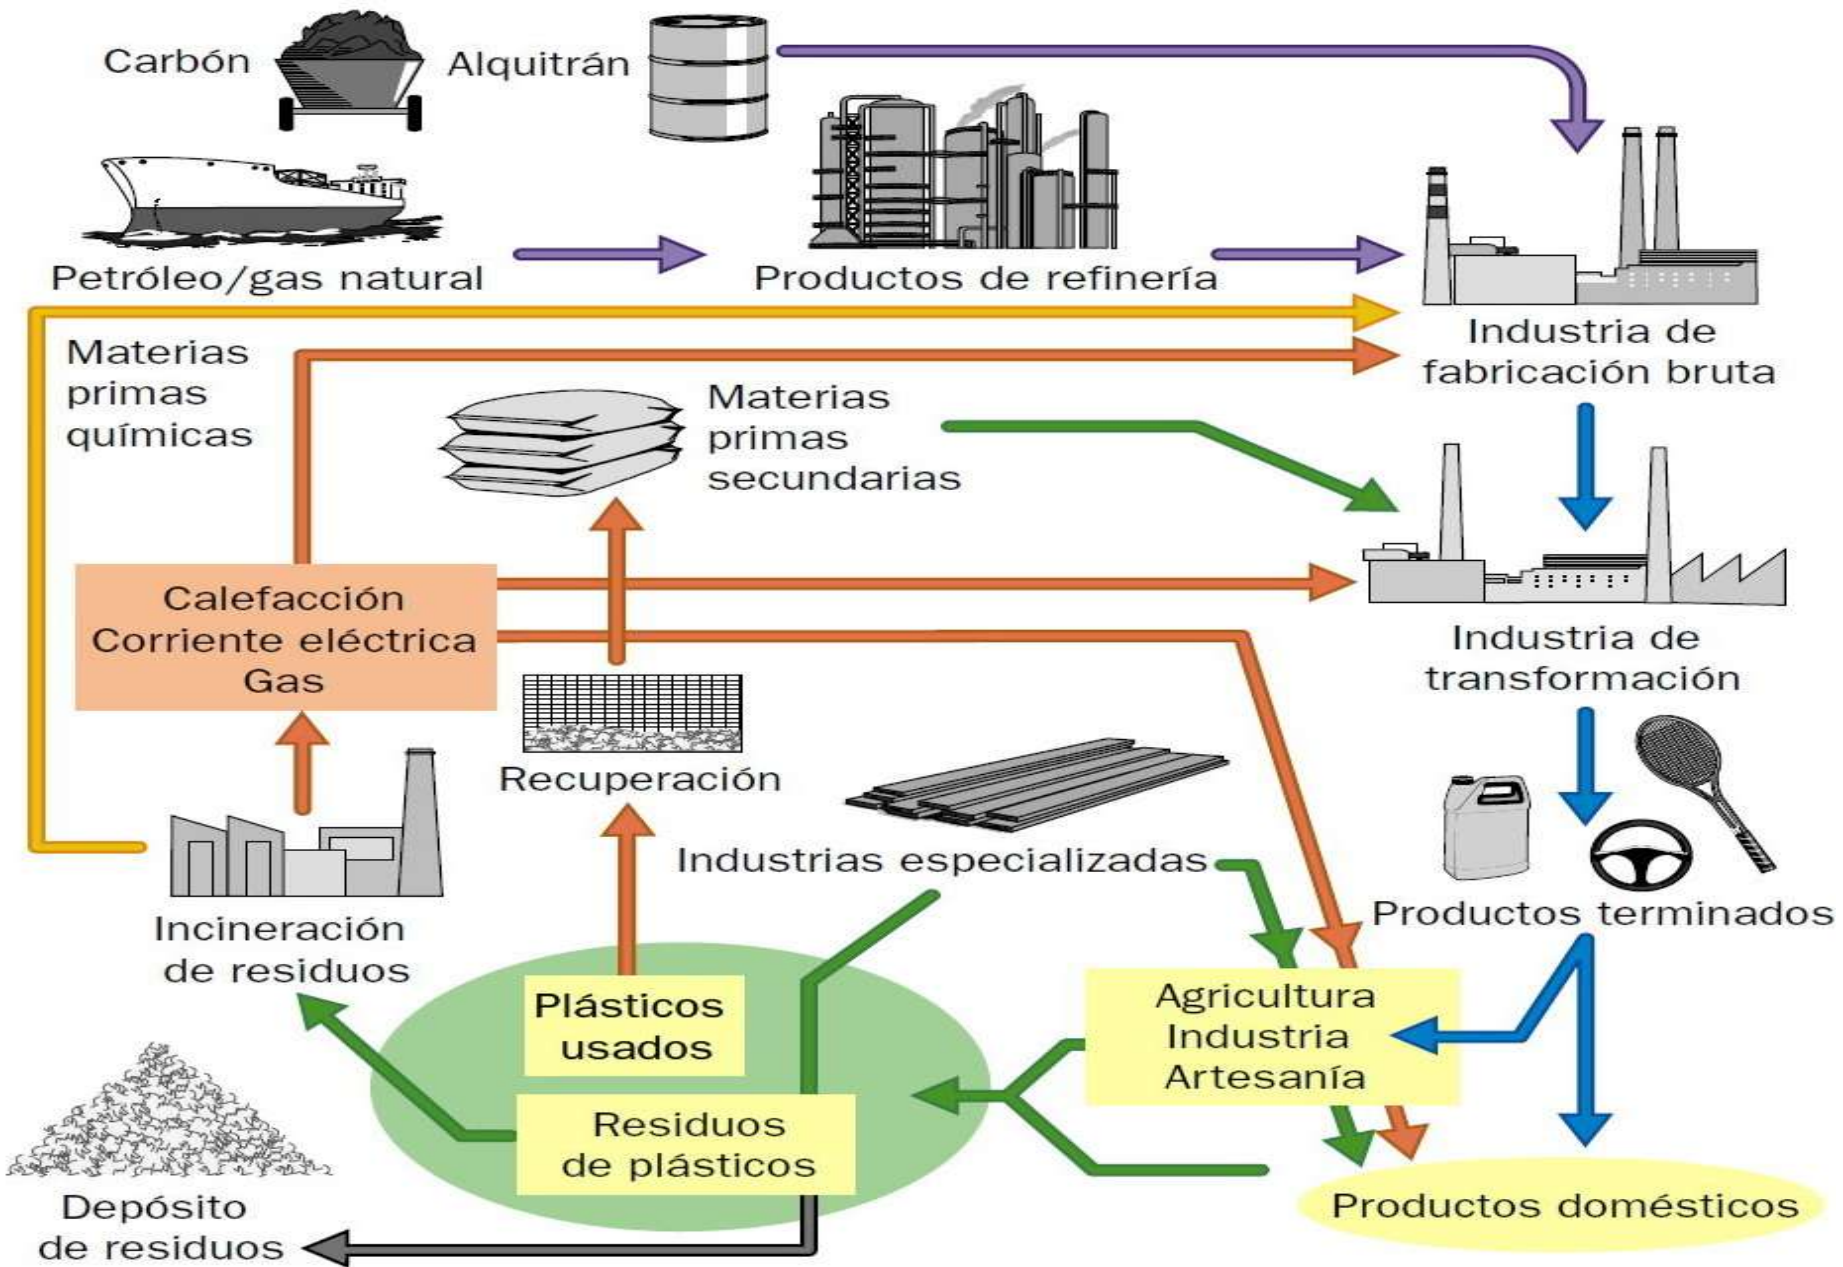 Carbón
Alquitrán
Petróleo/gas natural
Productos de refinería
Industria de
fabricación bruta
Materias
primas
químicas
Materias
primas
secundarias
Calefacción
Corriente eléctrica
Gas
Industria de
transformación
Recuperación
Industrias especializadas
Productos terminados
Incineración
de residuos
Plásticos
usados
Agricultura
Industria
Artesanía
Residuos
de plásticos
Depósito
de residuos
Productos domésticos